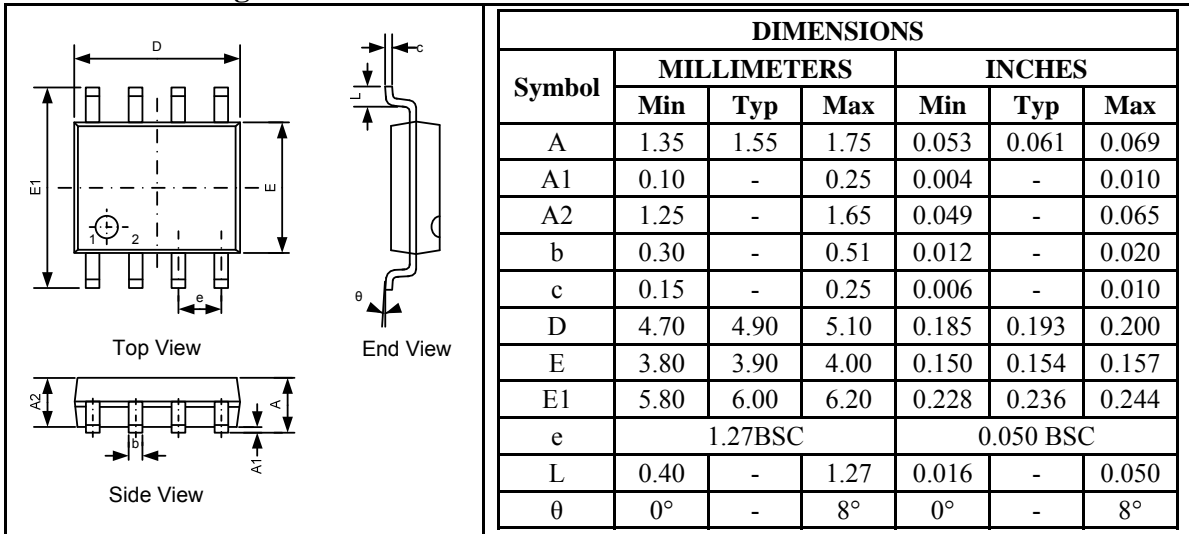 D
c
L
E1
E
1
2
e
θ
Top View
End View
A2
A
b
A1
Side View
DIMENSIONS
Symbol MILLIMETERS INCHES
Min Typ Max Min Typ Max
A 1.35 1.55 1.75 0.053 0.061 0.069
A1 0.10 - 0.25 0.004 - 0.010
A2 1.25 - 1.65 0.049 - 0.065
b 0.30 - 0.51 0.012 - 0.020
c 0.15 - 0.25 0.006 - 0.010
D 4.70 4.90 5.10 0.185 0.193 0.200
E 3.80 3.90 4.00 0.150 0.154 0.157
E1 5.80 6.00 6.20 0.228 0.236 0.244
e 1.27BSC 0.050 BSC
L 0.40 - 1.27 0.016 - 0.050
θ 0° - 8° 0° - 8°